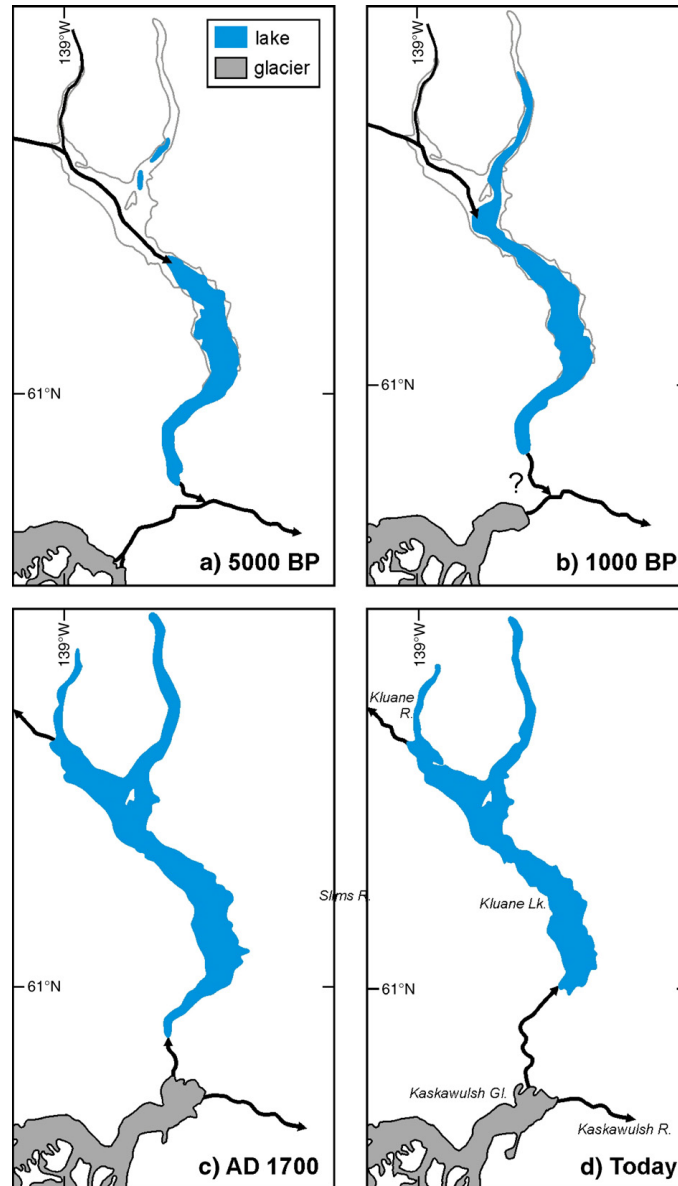 139°W
lake
glacier
61°N
a) 5000 BP
139°W
61°N
?
b) 1000 BP
139°W
61°N
Slims R.
c) AD 1700
139°W
Kluane
R.
Kluane Lk.
61°N
Kaskawulsh Gl.
Kaskawulsh R.
d) Today